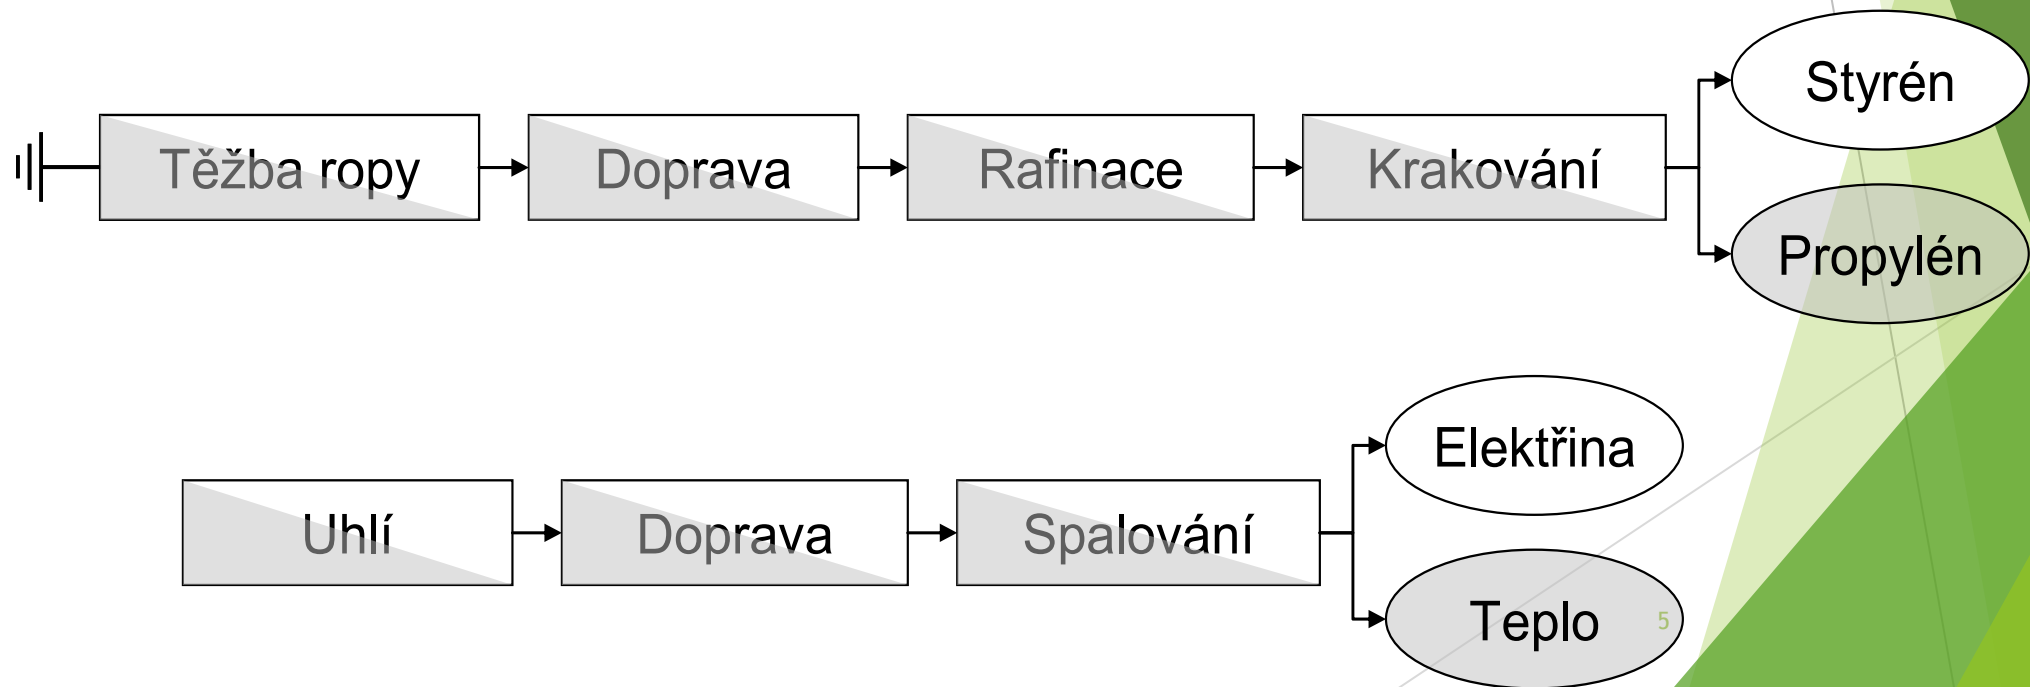 Těžba ropy
Doprava
Rafinace
Krakování
Styrén
Propylén
Uhlí
Doprava
Spalování
Elektřina
Teplo
5